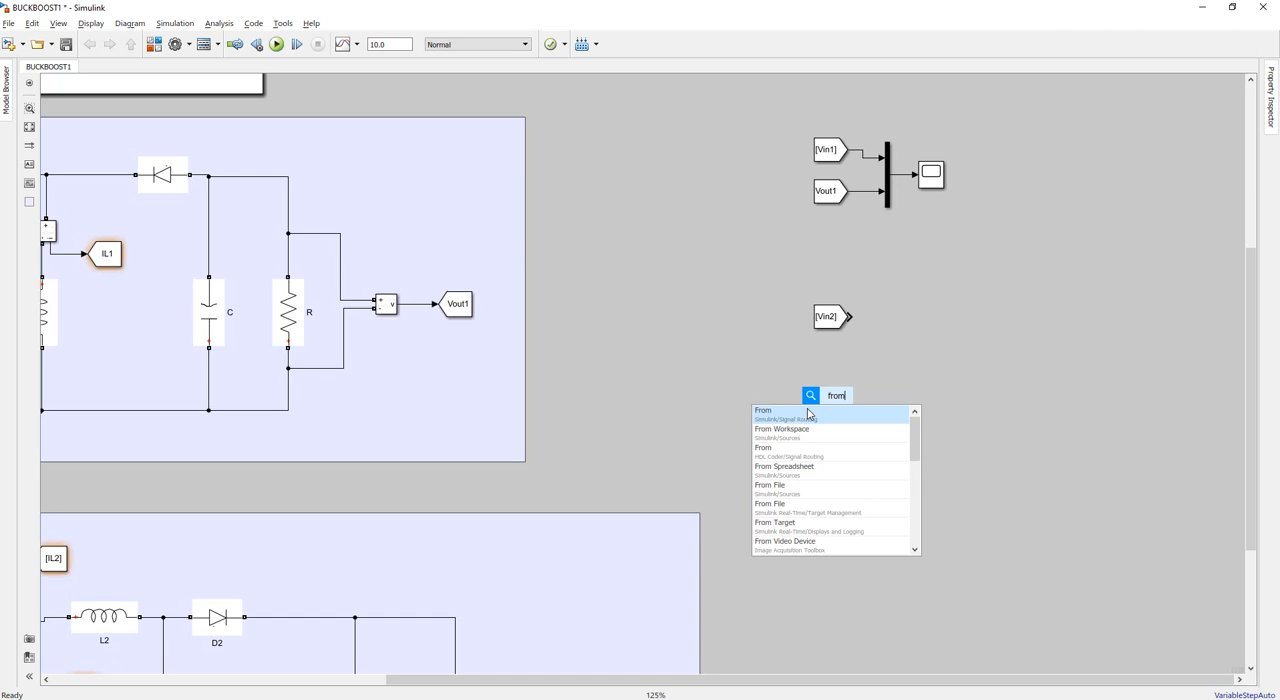 BUCKBOOST1 * - Simulink
File Edit View Display Diagram Simulation Analysis Code Tools Help
10.0 Normal
Model Browser
BUCKBOOST1
Property Inspector
[Vin1]
Vout1
IL1
C
R
Vout1
[Vin2]
from
From
Simulink/Signal Routing
From Workspace
Simulink/Sources
From
HDL Coder/Signal Routing
From Spreadsheet
Simulink/Sources
From File
Simulink/Sources
From File
Simulink Real-Time/Target Management
From Target
Simulink Real-Time/Displays and Logging
From Video Device
Image Acquisition Toolbox
[IL2]
L2
D2
Ready 125% VariableStepAuto